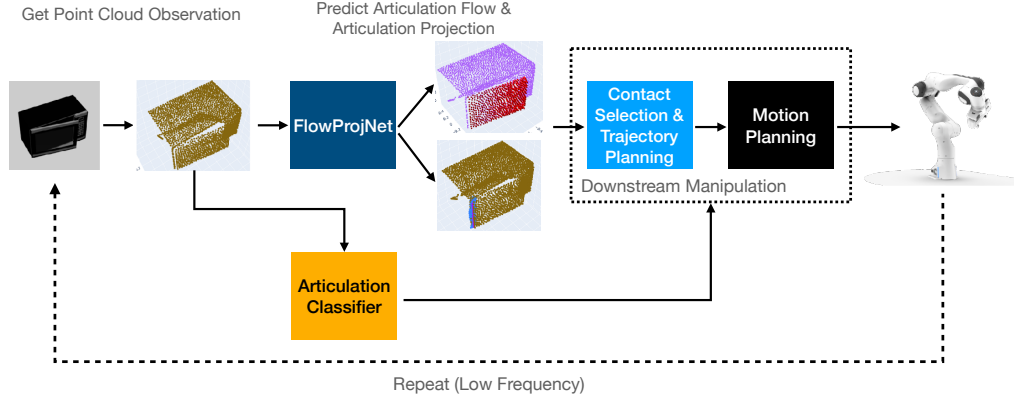 Get Point Cloud Observation
Predict Articulation Flow &
Articulation Projection
FlowProjNet
Contact
Selection &
Trajectory
Planning
Motion
Planning
Downstream Manipulation
Articulation
Classifier
Repeat (Low Frequency)